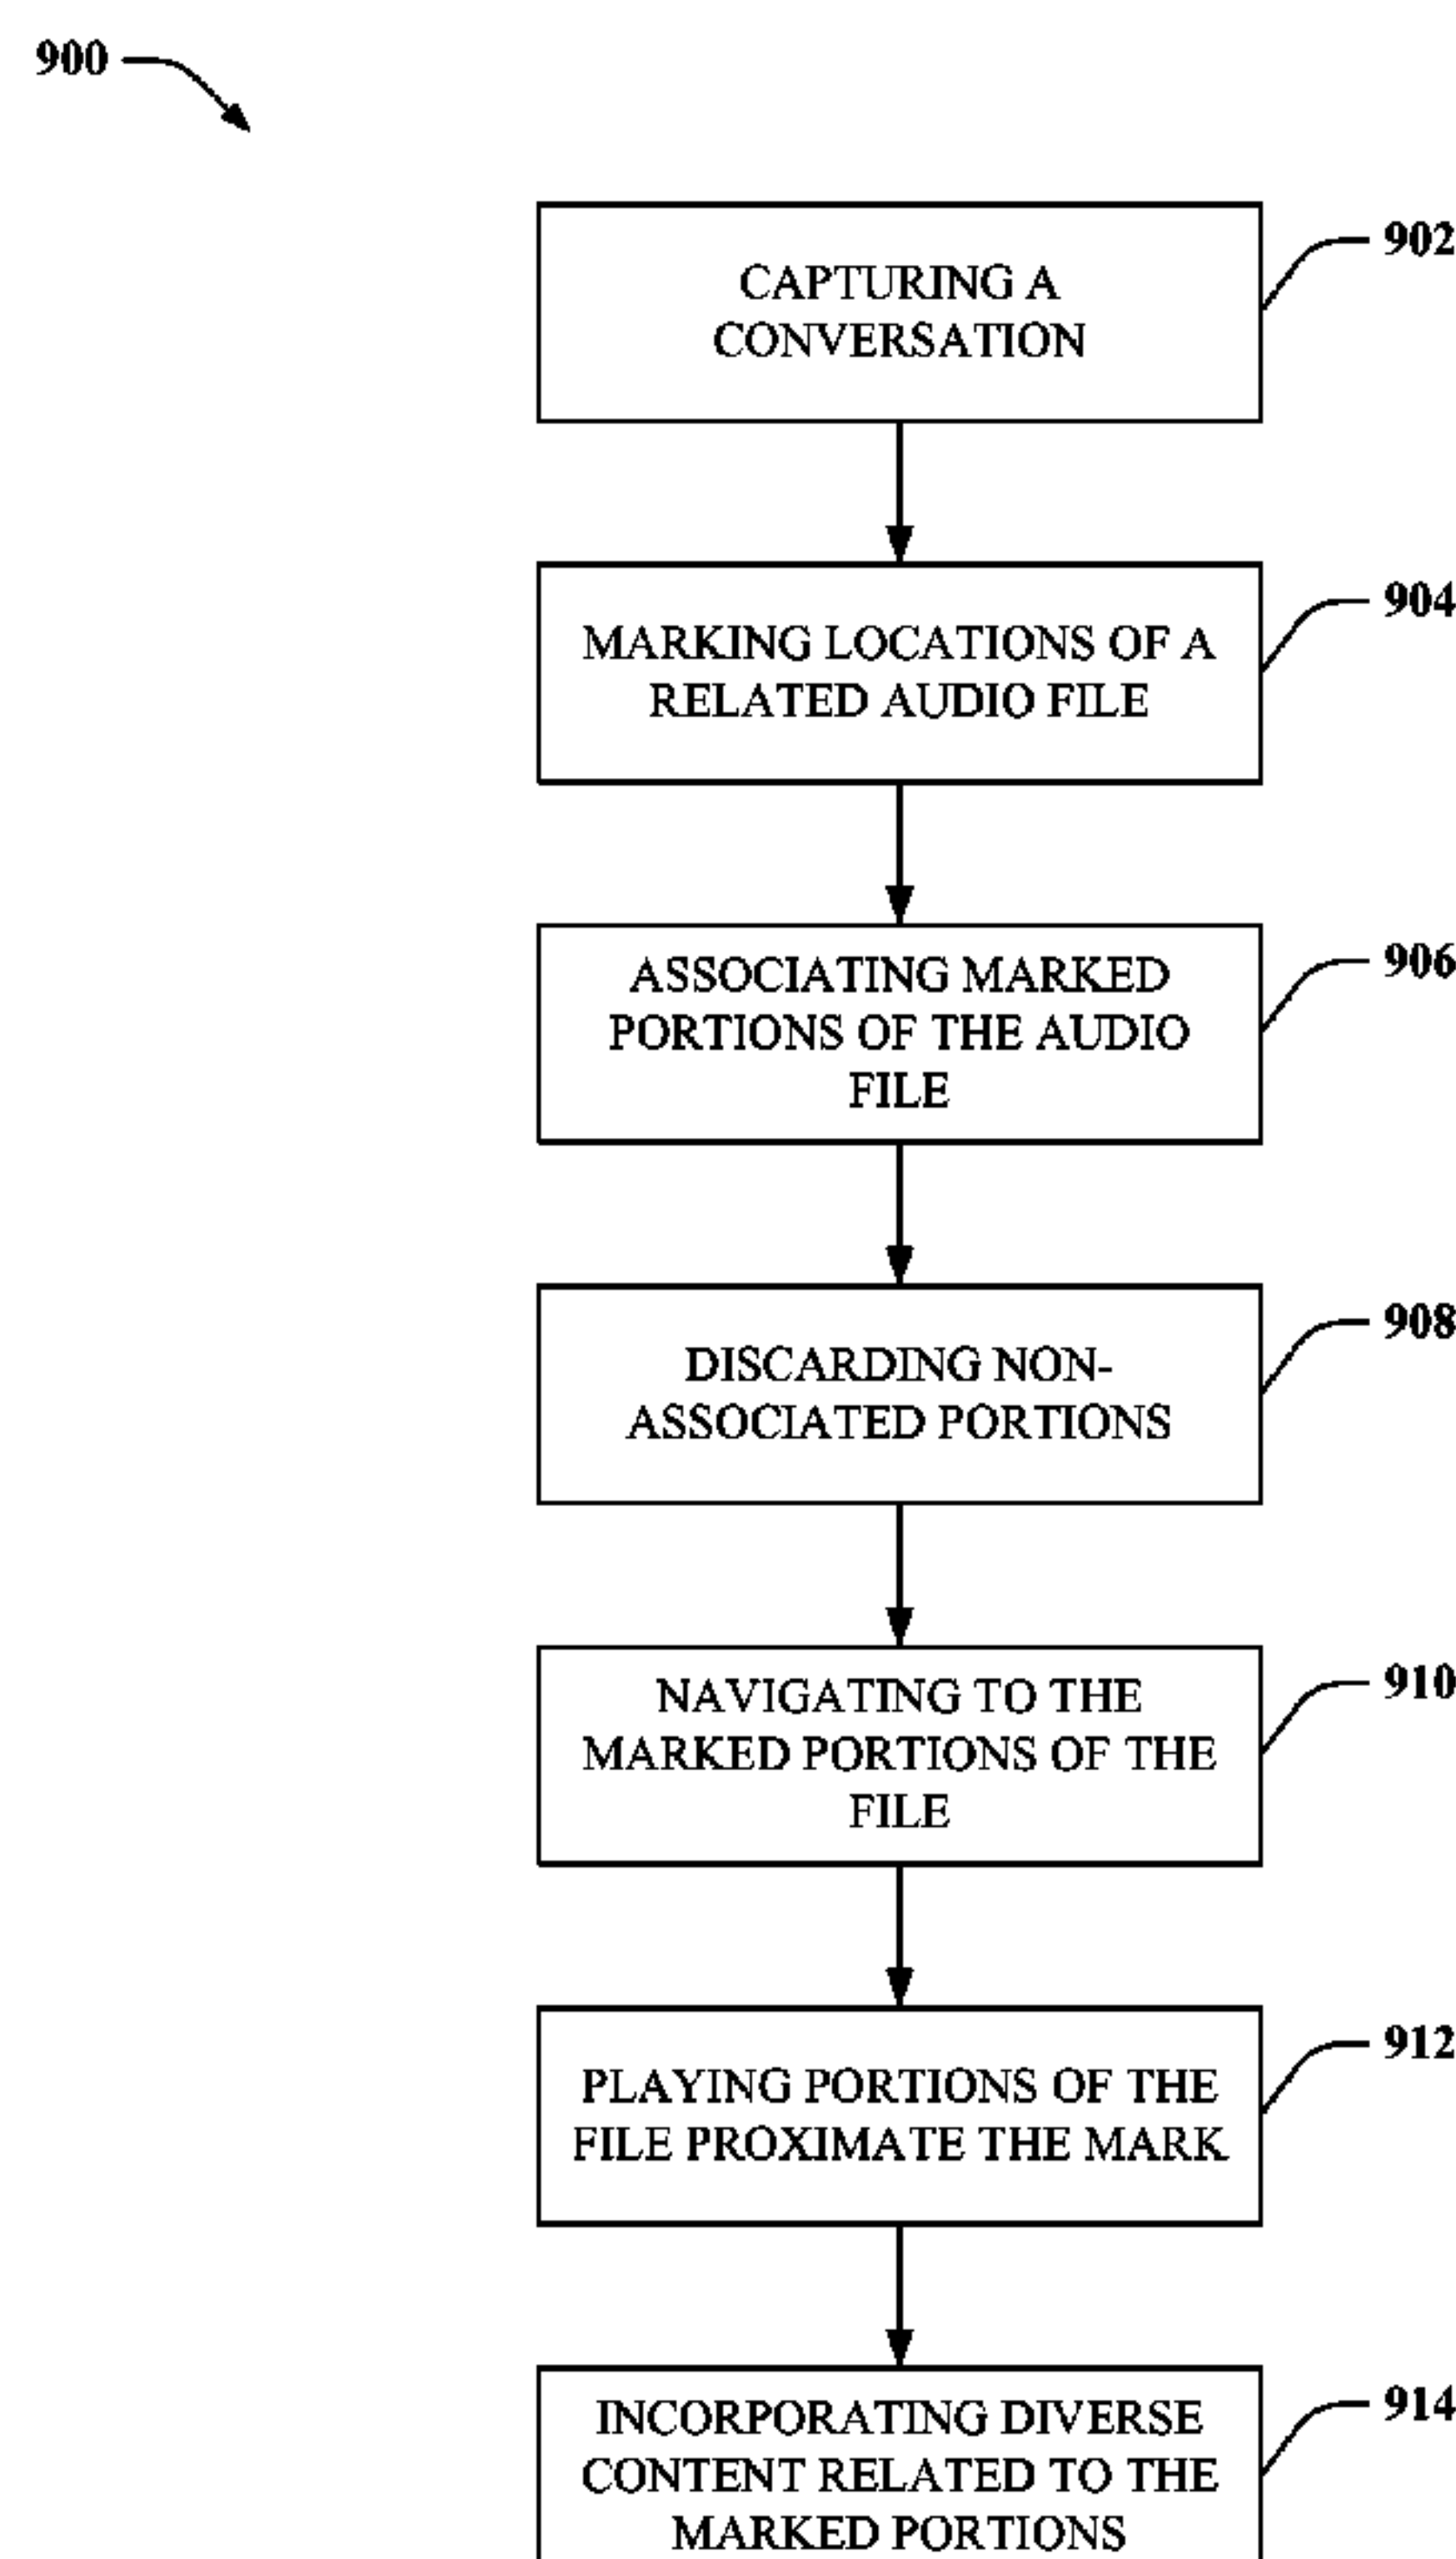 900
902
CAPTURING A
CONVERSATION
904
MARKING LOCATIONS OF A
RELATED AUDIO FILE
906
ASSOCIATING MARKED
PORTIONS OF THE AUDIO
FILE
908
DISCARDING NON-
ASSOCIATED PORTIONS
910
NAVIGATING TO THE
MARKED PORTIONS OF THE
FILE
912
PLAYING PORTIONS OF THE
FILE PROXIMATE THE MARK
914
INCORPORATING DIVERSE
CONTENT RELATED TO THE
MARKED PORTIONS